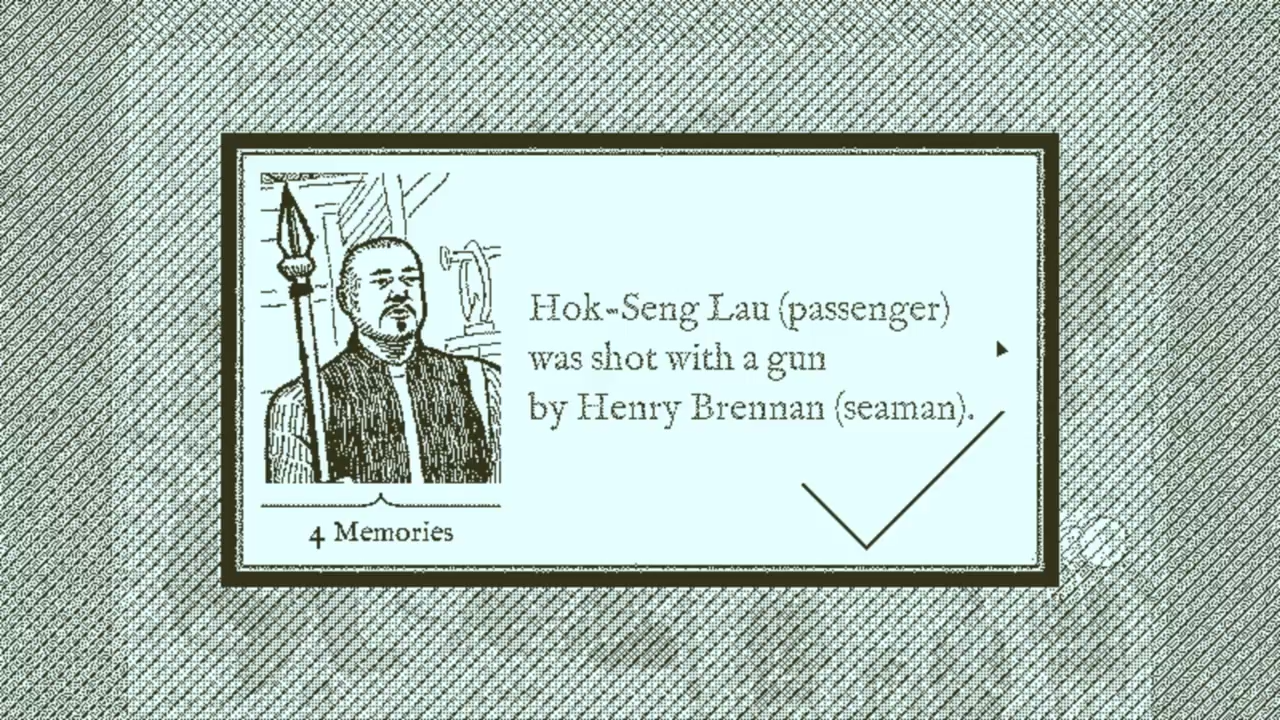 Hok-Seng Lau (passenger)
was shot with a gun
by Henry Brennan (seaman).
4 Memories